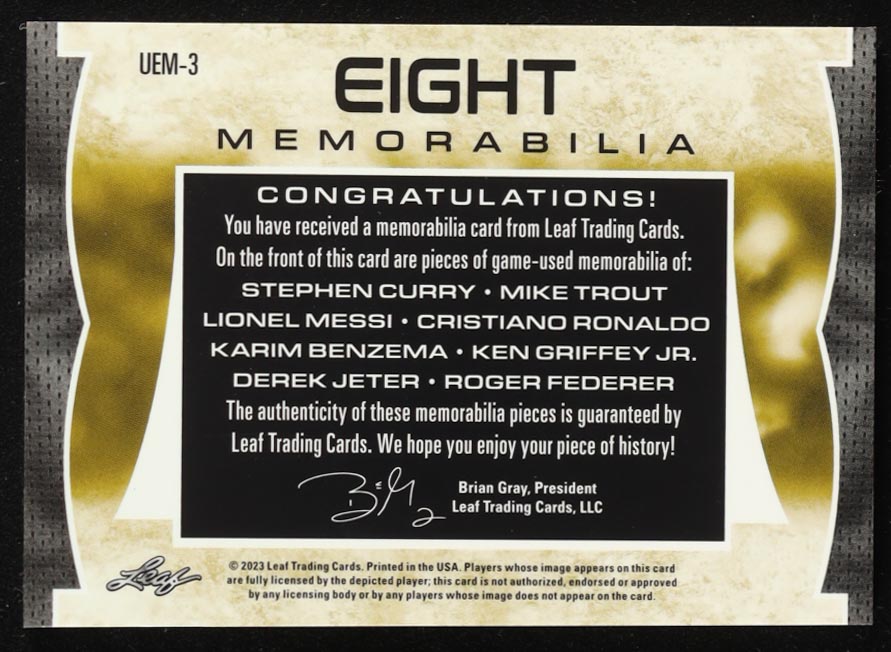 UEM-3
EIGHT
MEMORABILIA
CONGRATULATIONS!
You have received a memorabilia card from Leaf Trading Cards.
On the front of this card are pieces of game-used memorabilia of:
STEPHEN CURRY • MIKE TROUT
LIONEL MESSI • CRISTIANO RONALDO
KARIM BENZEMA • KEN GRIFFEY JR.
DEREK JETER • ROGER FEDERER
The authenticity of these memorabilia pieces is guaranteed by
Leaf Trading Cards. We hope you enjoy your piece of history!
Brian Gray, President
Leaf Trading Cards, LLC
Leaf
© 2023 Leaf Trading Cards. Printed in the USA. Players whose image appears on this card
are fully licensed by the depicted player; this card is not authorized, endorsed or approved
by any licensing body or by any players whose image does not appear on the card.